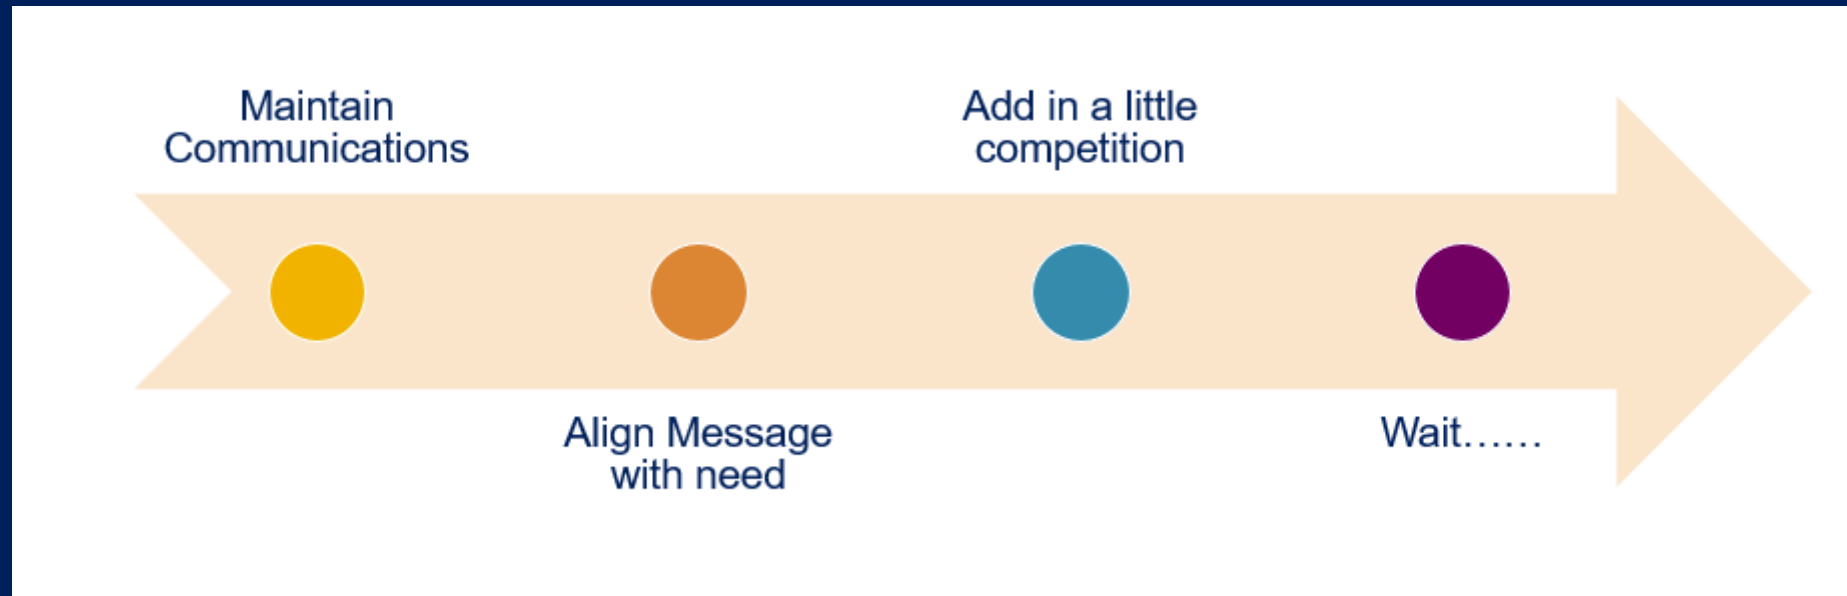 Maintain
Communications
Align Message
with need
Add in a little
competition
Wait......